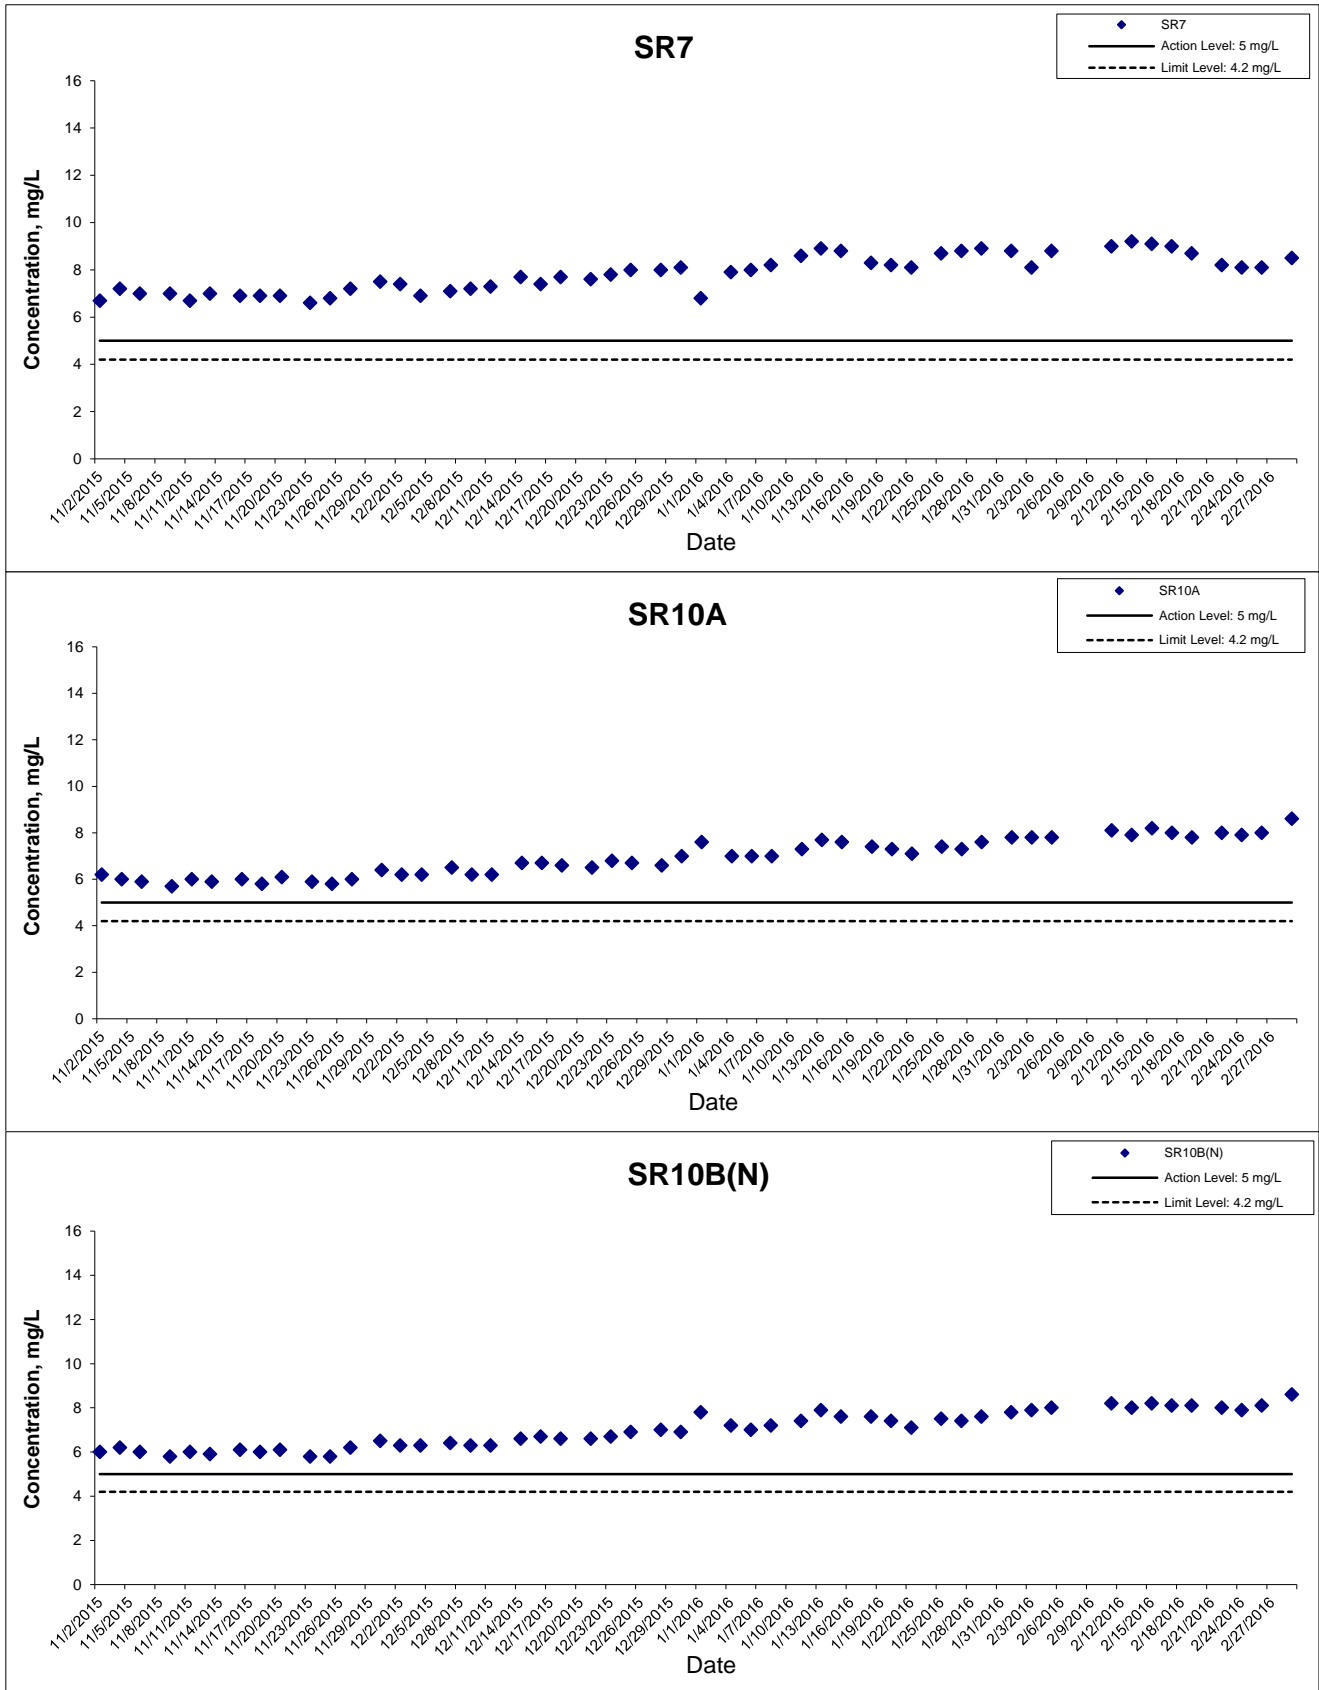 SR7
SR7
Action Level: 5 mg/L
Limit Level: 4.2 mg/L
Concentration, mg/L
16
14
12
10
8
6
4
2
0
11/2/2015 11/5/2015 11/8/2015 11/11/2015 11/14/2015 11/17/2015 11/20/2015 11/23/2015 11/26/2015 11/29/2015 12/2/2015 12/5/2015 12/8/2015 12/11/2015 12/14/2015 12/17/2015 12/20/2015 12/23/2015 12/26/2015 12/29/2015 1/1/2016 1/4/2016 1/7/2016 1/10/2016 1/13/2016 1/16/2016 1/19/2016 1/22/2016 1/25/2016 1/28/2016 1/31/2016 2/3/2016 2/6/2016 2/9/2016 2/12/2016 2/15/2016 2/18/2016 2/21/2016 2/24/2016 2/27/2016
Date
SR10A
SR10A
Action Level: 5 mg/L
Limit Level: 4.2 mg/L
Concentration, mg/L
16
14
12
10
8
6
4
2
0
11/2/2015 11/5/2015 11/8/2015 11/11/2015 11/14/2015 11/17/2015 11/20/2015 11/23/2015 11/26/2015 11/29/2015 12/2/2015 12/5/2015 12/8/2015 12/11/2015 12/14/2015 12/17/2015 12/20/2015 12/23/2015 12/26/2015 12/29/2015 1/1/2016 1/4/2016 1/7/2016 1/10/2016 1/13/2016 1/16/2016 1/19/2016 1/22/2016 1/25/2016 1/28/2016 1/31/2016 2/3/2016 2/6/2016 2/9/2016 2/12/2016 2/15/2016 2/18/2016 2/21/2016 2/24/2016 2/27/2016
Date
SR10B(N)
SR10B(N)
Action Level: 5 mg/L
Limit Level: 4.2 mg/L
Concentration, mg/L
16
14
12
10
8
6
4
2
0
11/2/2015 11/5/2015 11/8/2015 11/11/2015 11/14/2015 11/17/2015 11/20/2015 11/23/2015 11/26/2015 11/29/2015 12/2/2015 12/5/2015 12/8/2015 12/11/2015 12/14/2015 12/17/2015 12/20/2015 12/23/2015 12/26/2015 12/29/2015 1/1/2016 1/4/2016 1/7/2016 1/10/2016 1/13/2016 1/16/2016 1/19/2016 1/22/2016 1/25/2016 1/28/2016 1/31/2016 2/3/2016 2/6/2016 2/9/2016 2/12/2016 2/15/2016 2/18/2016 2/21/2016 2/24/2016 2/27/2016
Date